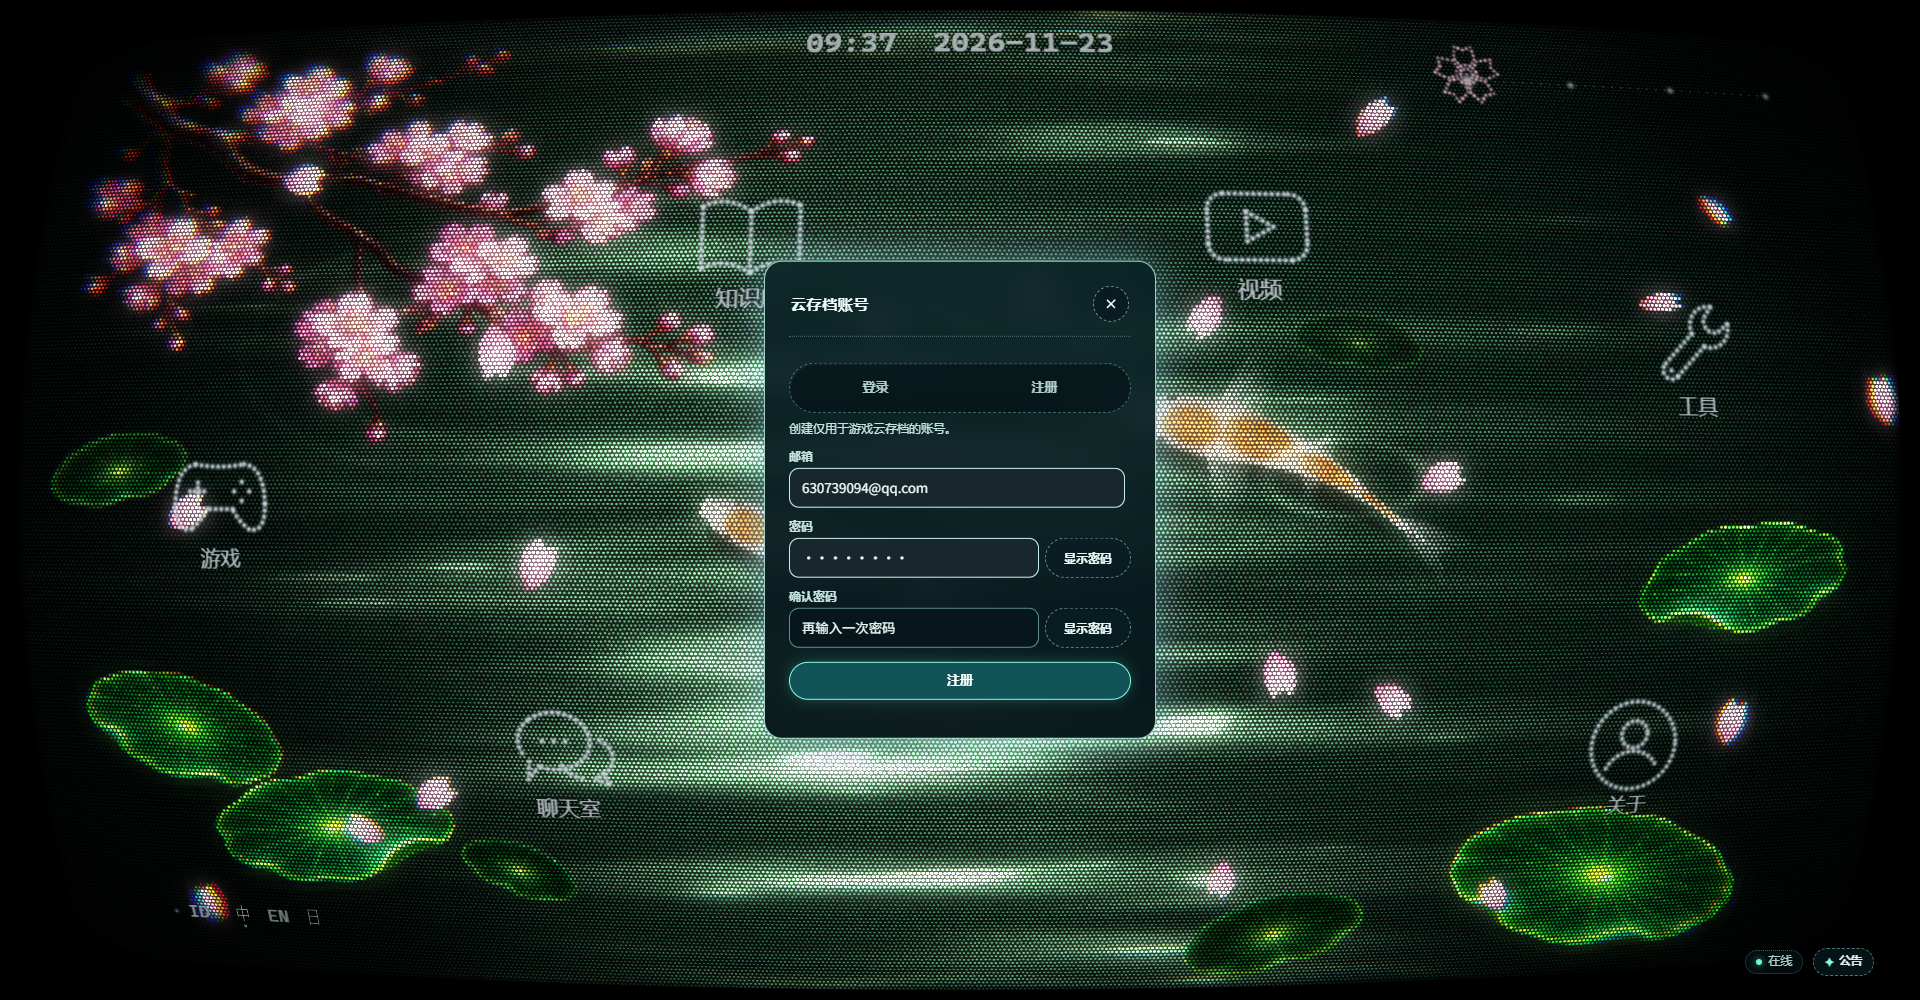 09:37 2026-11-23
知识
视频
工具
游戏
聊天室
关于
云存档账号
登录 注册
创建仅用于游戏云存档的账号。
邮箱
630739094@qq.com
密码
显示密码
确认密码
再输入一次密码 显示密码
注册
中 EN 日
在线 公告